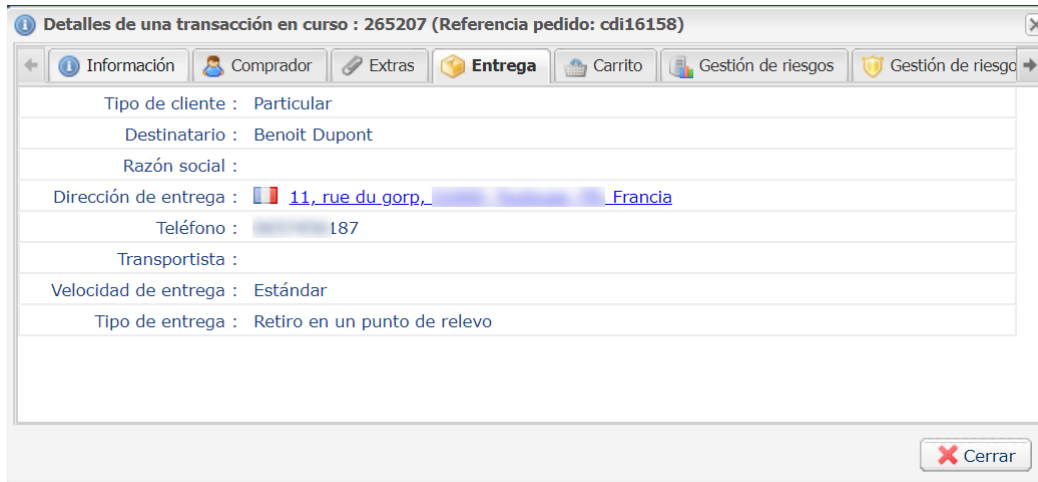 Detalles de una transacción en curso : 265207 (Referencia pedido: cdi16158)
Información Comprador Extras Entrega Carrito Gestión de riesgos Gestión de riesgo
Tipo de cliente : Particular
Destinatario : Benoit Dupont
Razón social :
Dirección de entrega : 11, rue du gorp, Francia
Teléfono : 187
Transportista :
Velocidad de entrega : Estándar
Tipo de entrega : Retiro en un punto de relevo
Cerrar